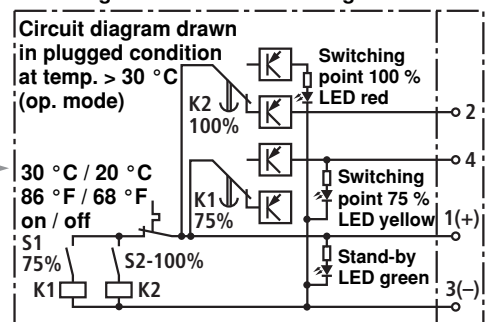 Circuit diagram drawn
in plugged condition
at temp. > 30 °C
(op. mode)
Switching
point 100 %
LED red
K2
100%
2
4
30 °C / 20 °C
86 °F / 68 °F
on / off
K1
75%
Switching
point 75 %
LED yellow
1(+)
S1
75%
S2-100%
Stand-by
LED green
K1
K2
3(–)